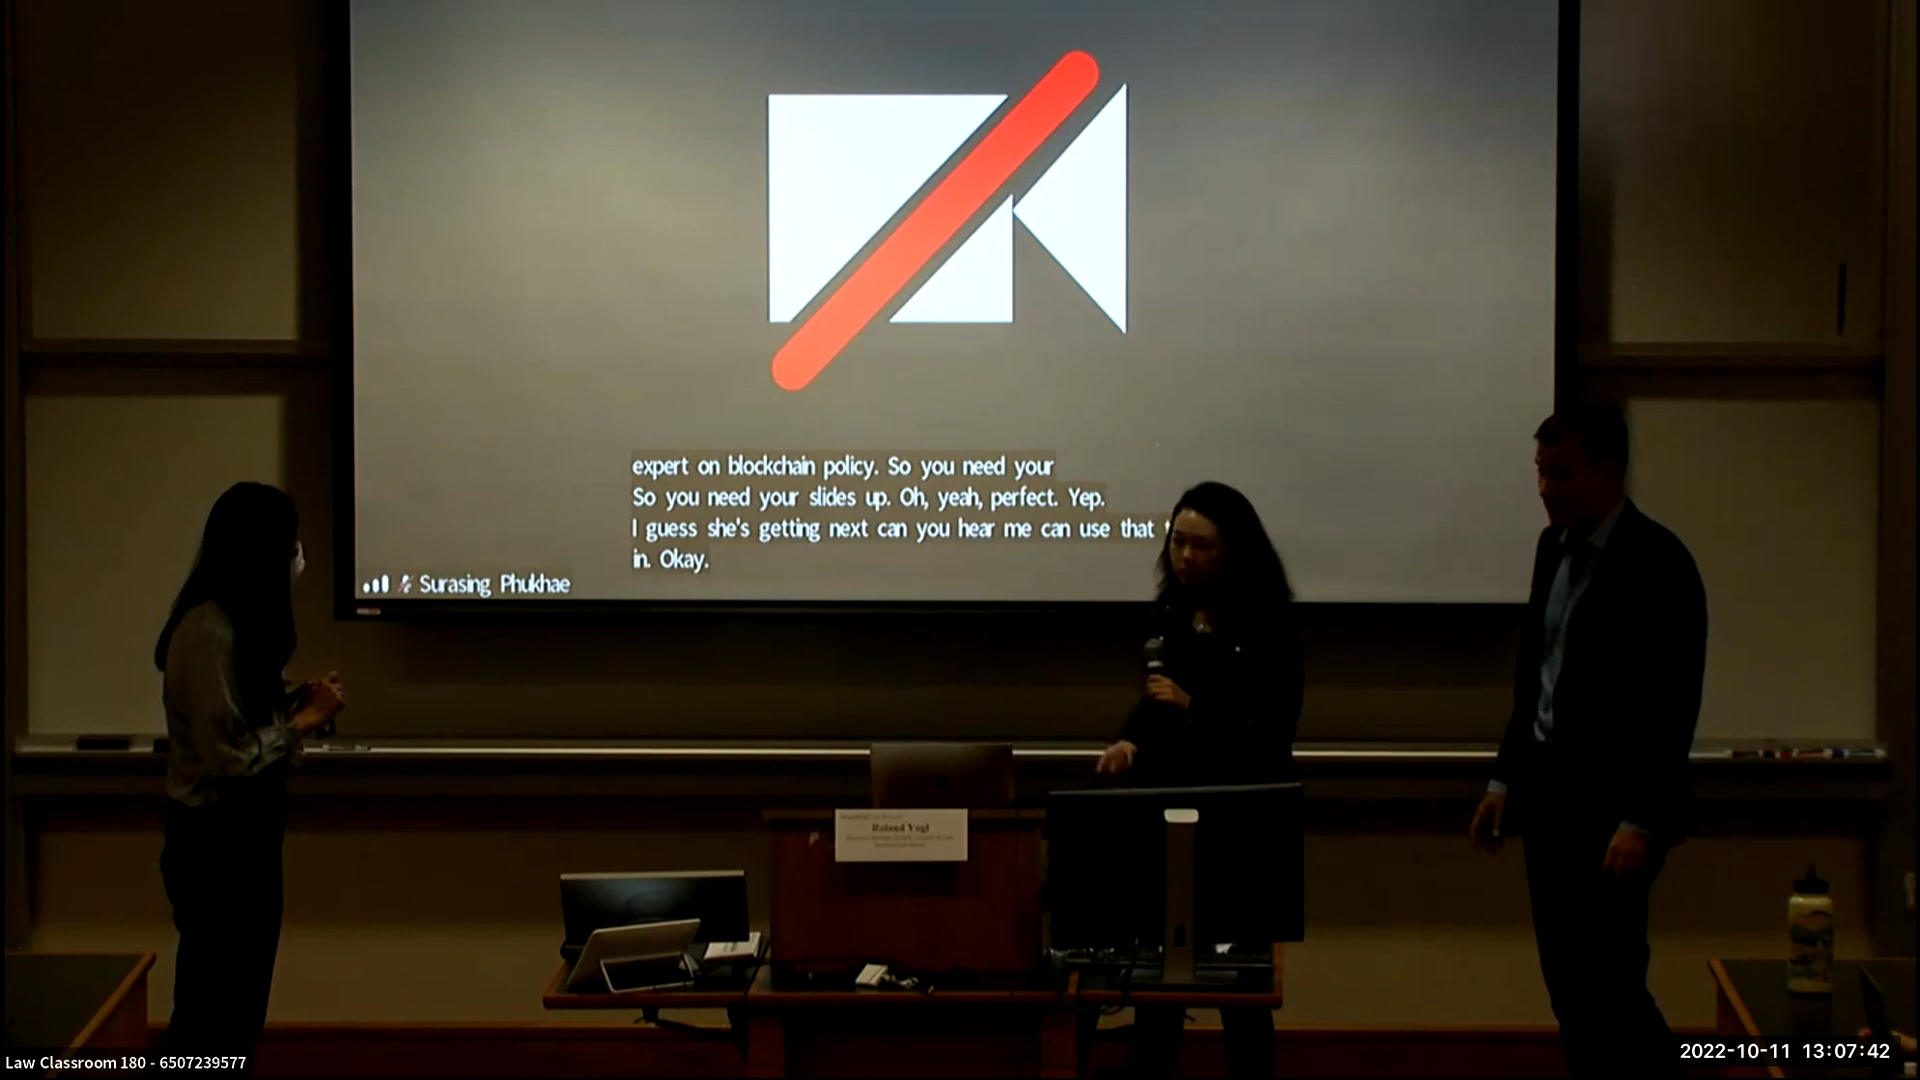 expert on blockchain policy. So you need your
So you need your slides up. Oh, yeah, perfect. Yep.
I guess she's getting next can you hear me can use that
in. Okay.
Surasing Phukhae
Roland Vogl
Law Classroom 180 - 6507239577
2022-10-11 13:07:42